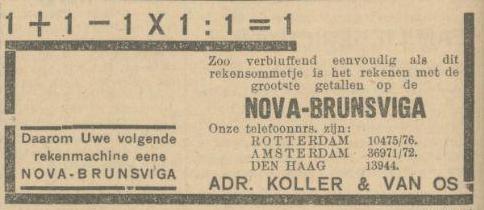 1 + 1 - 1 X 1 : 1 = 1
Zoo verbluffend eenvoudig als dit
rekensommetje is het rekenen met de
grootste getallen op de
NOVA-BRUNSVIGA
Onze telefoonnrs. zijn:
ROTTERDAM 10475/76.
AMSTERDAM 36971/72.
DEN HAAG 13944.
ADR. KOLLER & VAN OS
Daarom Uwe volgende
rekenmachine eene
NOVA-BRUNSVIGA